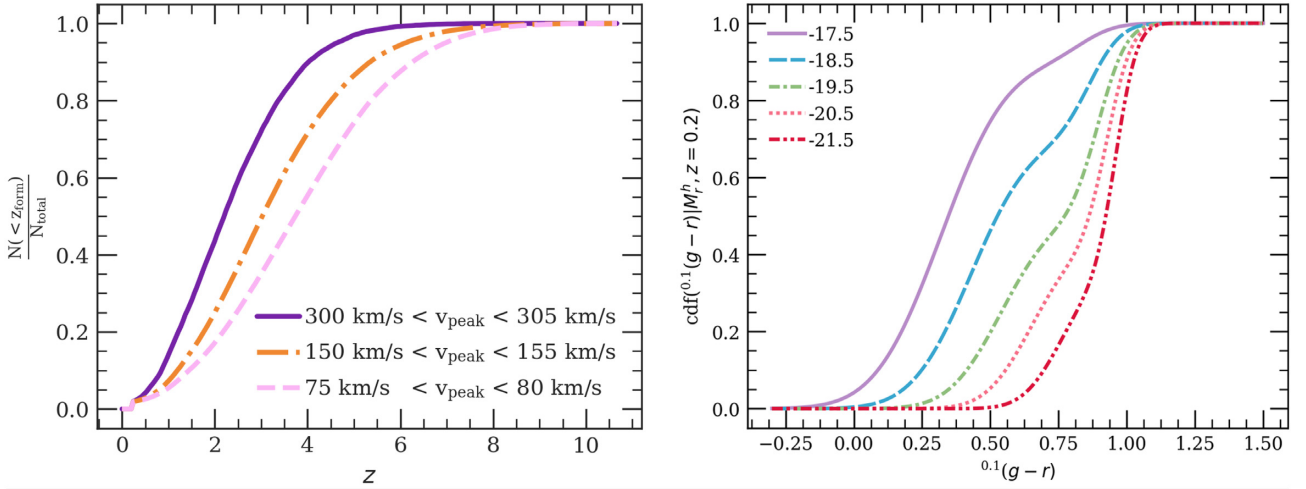 1.0
0.8
0.6
0.4
0.2
0.0
N(<z_form)
N_total
300 km/s < v_peak < 305 km/s
150 km/s < v_peak < 155 km/s
75 km/s < v_peak < 80 km/s
0 2 4 6 8 10
z
1.0
0.8
0.6
0.4
0.2
0.0
cdf(^0.1(g − r)|M_r^h, z = 0.2)
-17.5
-18.5
-19.5
-20.5
-21.5
−0.25 0.00 0.25 0.50 0.75 1.00 1.25 1.50
^0.1(g − r)